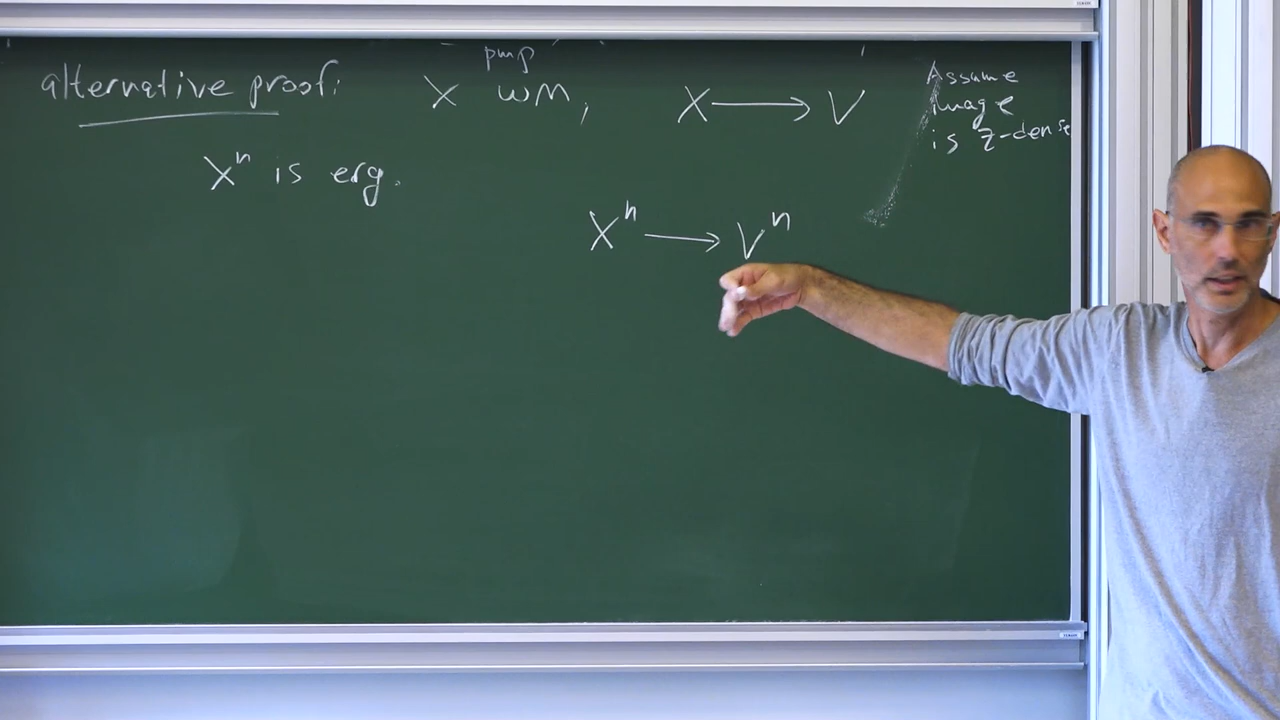 alternative proof:
pmp
X WM,
X → V
Assume
image
is Z-dense
Xⁿ is erg.
Xⁿ → Vⁿ